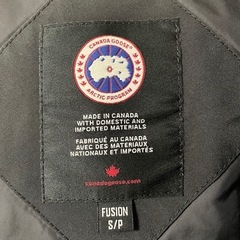 CANADA GOOSE
ARCTIC PROGRAM
MADE IN CANADA
WITH DOMESTIC AND
IMPORTED MATERIALS
FABRIQUÉ AU CANADA
AVEC DES MATERIAUX
NATIONAUX ET IMPORTÉS
canadagoose.com
FUSION
S/P